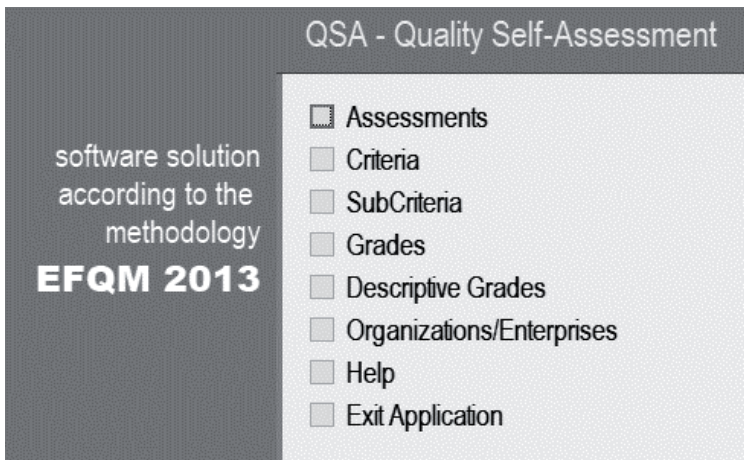 QSA - Quality Self-Assessment
software solution
according to the
methodology
EFQM 2013
Assessments
Criteria
SubCriteria
Grades
Descriptive Grades
Organizations/Enterprises
Help
Exit Application